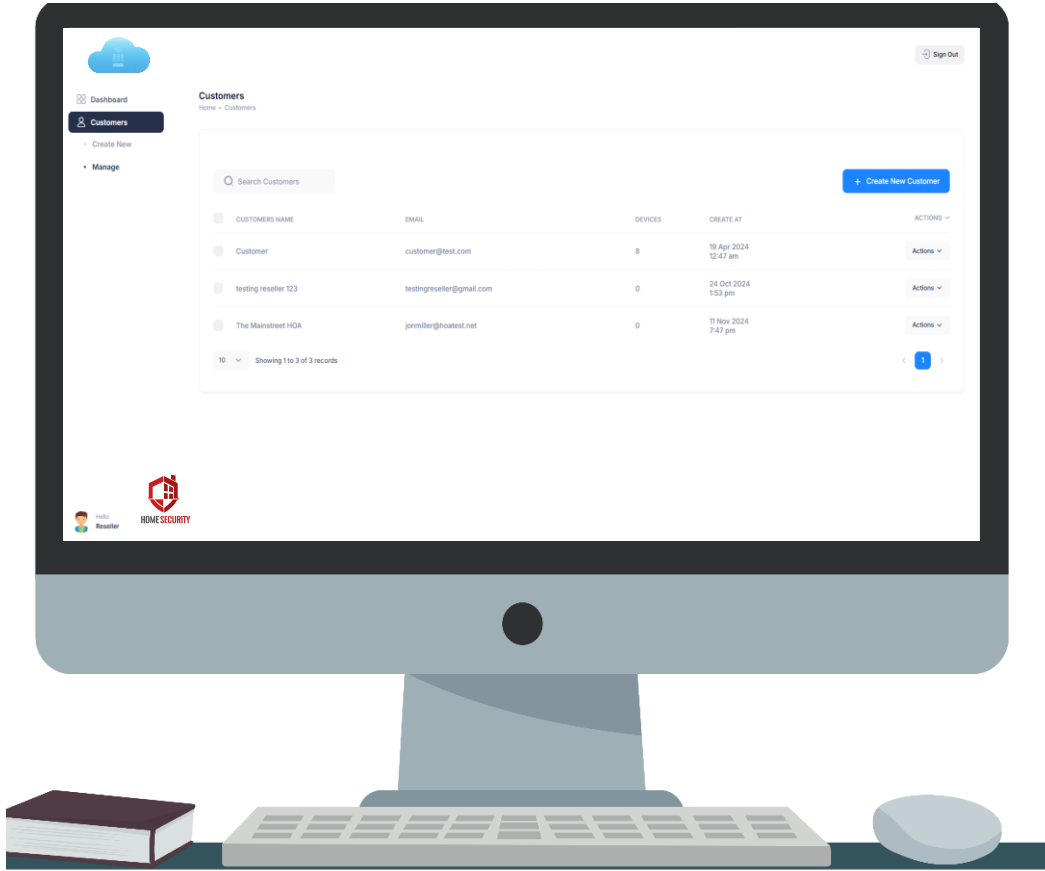 Sign Out
Dashboard
Customers
Create New
Manage
Customers
Home - Customers
Search Customers
+ Create New Customer
CUSTOMERS NAME EMAIL DEVICES CREATE AT ACTIONS
Customer customer@test.com 8 19 Apr 2024 Actions
12:47 am
testing reseller 123 testingreseller@gmail.com 0 24 Oct 2024 Actions
1:53 pm
The Mainstreet HOA jonmiller@hoatest.net 0 11 Nov 2024 Actions
7:47 pm
10 Showing 1 to 3 of 3 records < 1 >
Hello
Reseller
HOME SECURITY